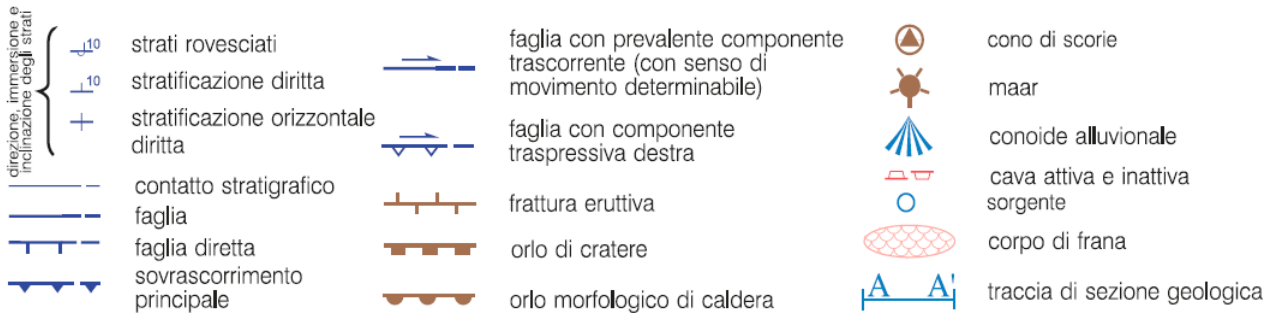 direzione, immersione e
inclinazione degli strati
10
strati rovesciati
10
stratificazione diritta
stratificazione orizzontale
diritta
contatto stratigrafico
faglia
faglia diretta
sovrascorrimento
principale
faglia con prevalente componente
trascorrente (con senso di
movimento determinabile)
faglia con componente
traspressiva destra
frattura eruttiva
orlo di cratere
orlo morfologico di caldera
cono di scorie
maar
conoide alluvionale
cava attiva e inattiva
sorgente
corpo di frana
A A'
traccia di sezione geologica